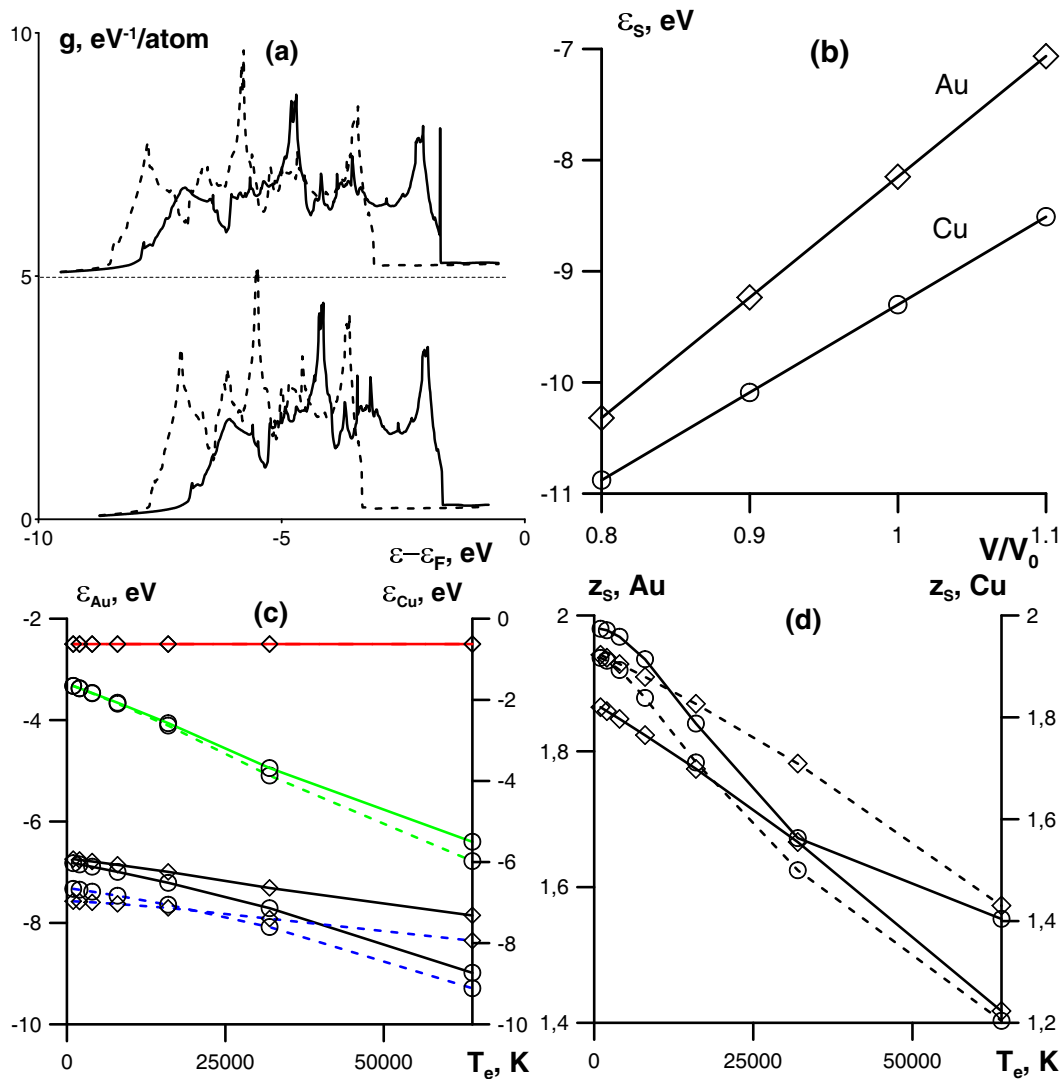 g, eV⁻¹/atom
(a)
10
5
0
-10
-5
0
ε−ε_F, eV
ε_S, eV
(b)
-7
-8
-9
-10
-11
Au
Cu
0.8
0.9
1
1.1
V/V₀
ε_Au, eV
(c)
ε_Cu, eV
-2
-4
-6
-8
-10
0
-2
-4
-6
-8
-10
0
25000
50000
T_e, K
z_S, Au
(d)
z_S, Cu
2
1,8
1,6
1,4
2
1,8
1,6
1,4
1,2
0
25000
50000
T_e, K